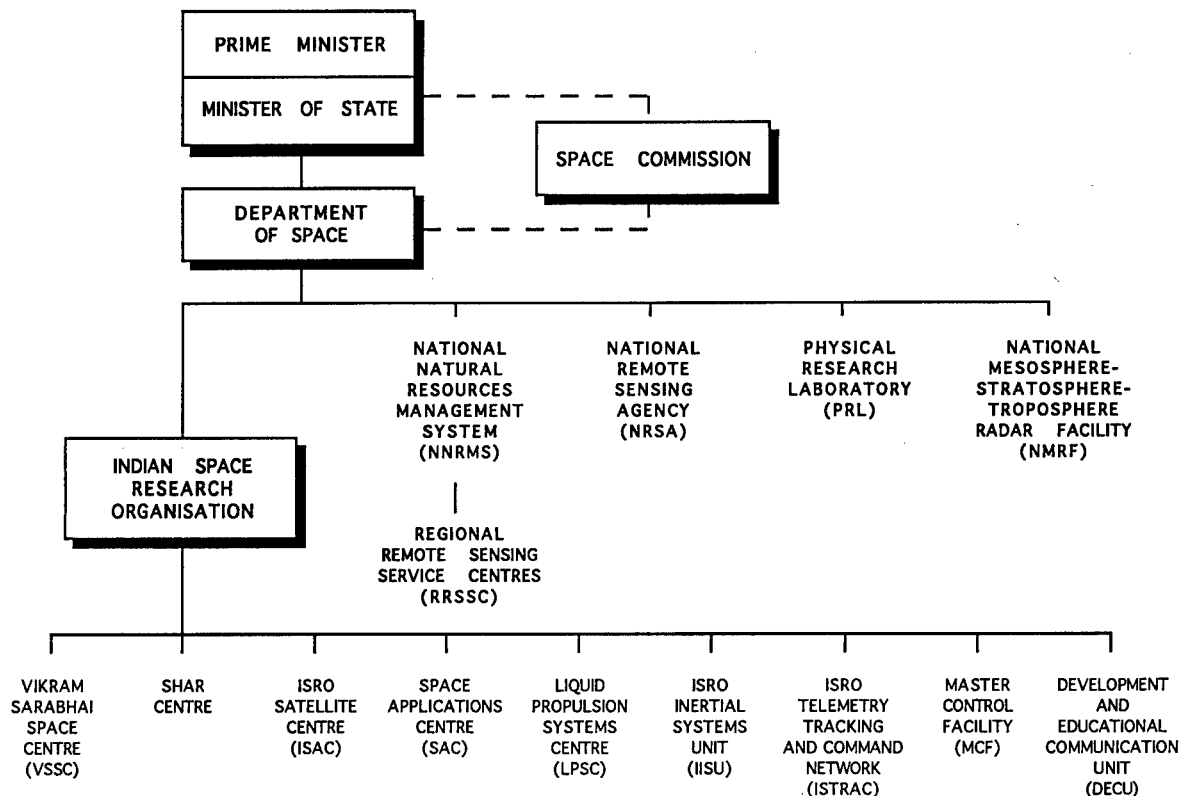 PRIME MINISTER
MINISTER OF STATE
SPACE COMMISSION
DEPARTMENT
OF SPACE
NATIONAL
NATURAL
RESOURCES
MANAGEMENT
SYSTEM
(NNRMS)
NATIONAL
REMOTE
SENSING
AGENCY
(NRSA)
PHYSICAL
RESEARCH
LABORATORY
(PRL)
NATIONAL
MESOSPHERE-
STRATOSPHERE-
TROPOSPHERE
RADAR FACILITY
(NMRF)
INDIAN SPACE
RESEARCH
ORGANISATION
REGIONAL
REMOTE SENSING
SERVICE CENTRES
(RRSSC)
VIKRAM
SARABHAI
SPACE
CENTRE
(VSSC)
SHAR
CENTRE
ISRO
SATELLITE
CENTRE
(ISAC)
SPACE
APPLICATIONS
CENTRE
(SAC)
LIQUID
PROPULSION
SYSTEMS
CENTRE
(LPSC)
ISRO
INERTIAL
SYSTEMS
UNIT
(IISU)
ISRO
TELEMETRY
TRACKING
AND COMMAND
NETWORK
(ISTRAC)
MASTER
CONTROL
FACILITY
(MCF)
DEVELOPMENT
AND
EDUCATIONAL
COMMUNICATION
UNIT
(DECU)